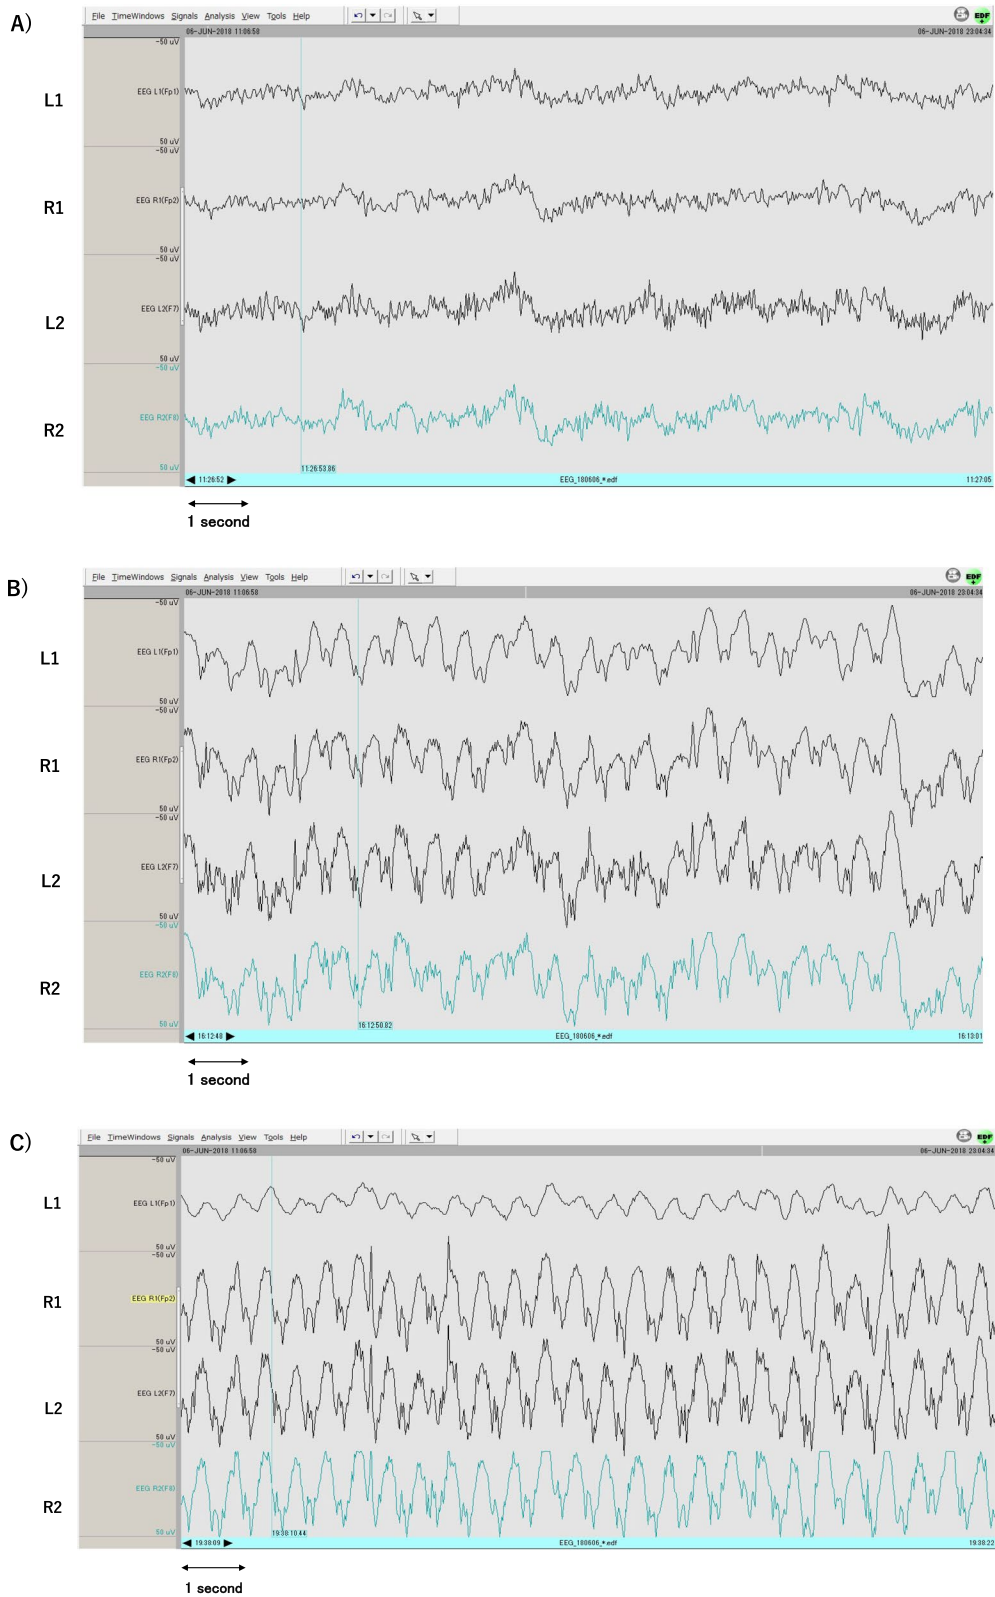 A)
File TimeWindows Signals Analysis View Tools Help
EDF+
06-JUN-2018 11:06:58 06-JUN-2018 23:04:34
-50 uV
L1 EEG L1(Fp1)
50 uV
-50 uV
R1 EEG R1(Fp2)
50 uV
-50 uV
L2 EEG L2(F7)
50 uV
-50 uV
R2 EEG R2(F8)
50 uV
11:26:53.86
11:26:52 EEG_180606_*.edf 11:27:05
1 second
B)
File TimeWindows Signals Analysis View Tools Help
EDF+
06-JUN-2018 11:06:58 06-JUN-2018 23:04:34
-50 uV
L1 EEG L1(Fp1)
50 uV
-50 uV
R1 EEG R1(Fp2)
50 uV
-50 uV
L2 EEG L2(F7)
50 uV
-50 uV
R2 EEG R2(F8)
50 uV
16:12:50.82
16:12:48 EEG_180606_*.edf 16:13:01
1 second
C)
File TimeWindows Signals Analysis View Tools Help
EDF+
06-JUN-2018 11:06:58 06-JUN-2018 23:04:34
-50 uV
L1 EEG L1(Fp1)
50 uV
-50 uV
R1 EEG R1(Fp2)
50 uV
-50 uV
L2 EEG L2(F7)
50 uV
-50 uV
R2 EEG R2(F8)
50 uV
19:38:10.44
19:38:09 EEG_180606_*.edf 19:38:22
1 second